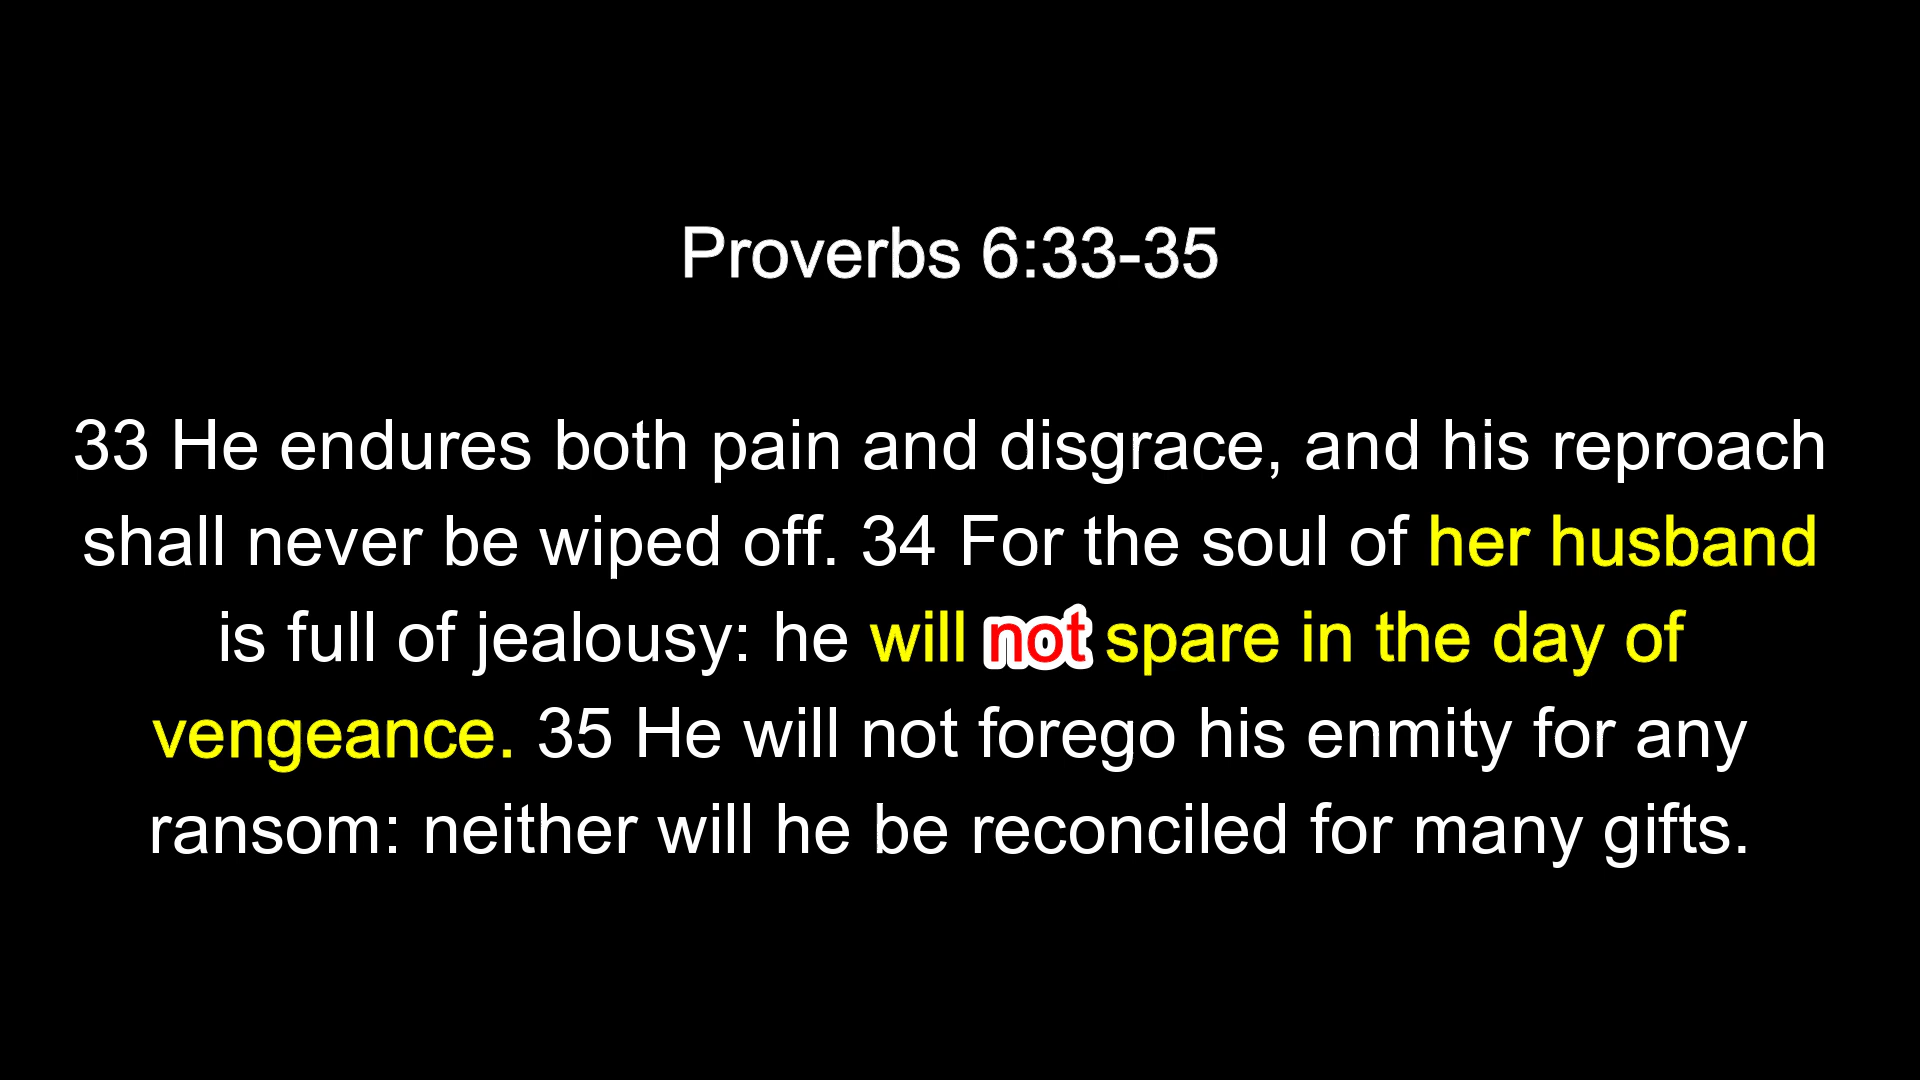 Proverbs 6:33-35
33 He endures both pain and disgrace, and his reproach
shall never be wiped off. 34 For the soul of her husband
is full of jealousy: he will not spare in the day of
vengeance. 35 He will not forego his enmity for any
ransom: neither will he be reconciled for many gifts.